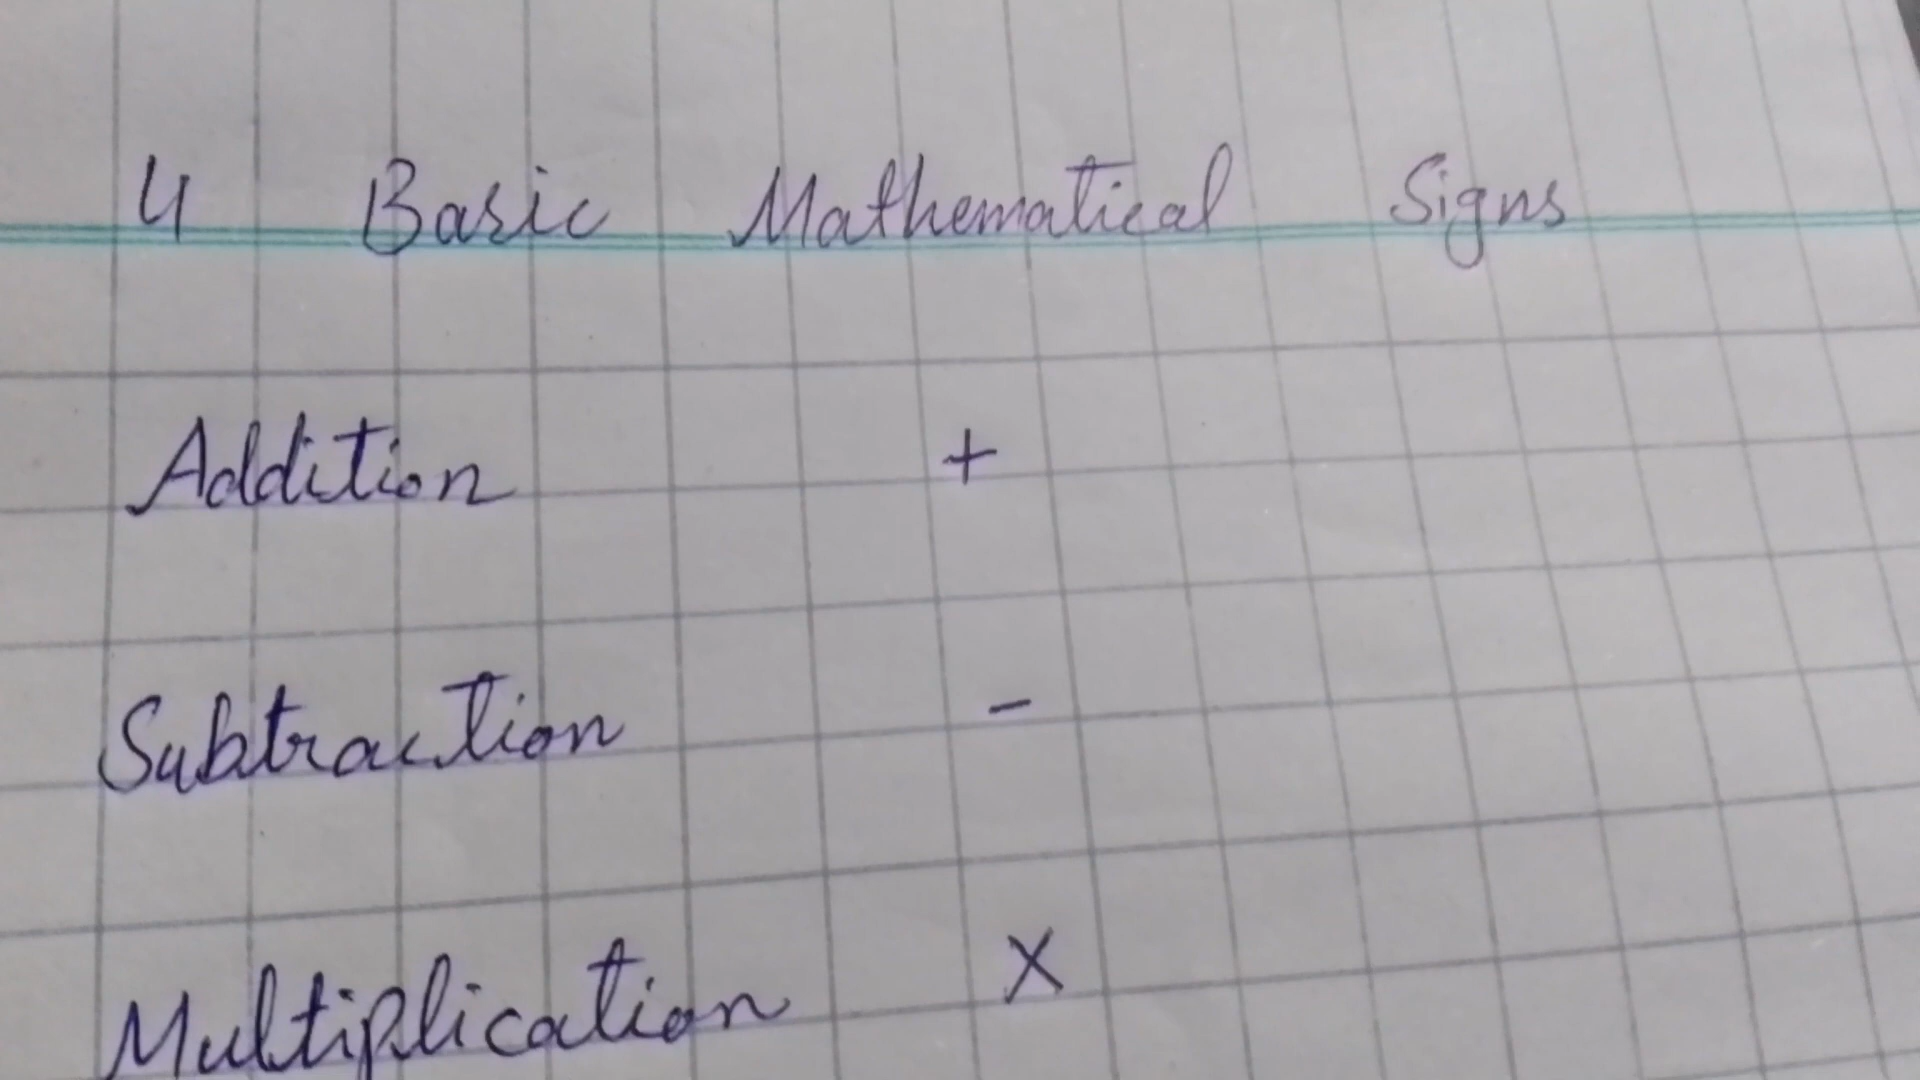 4 Basic Mathematical Signs
Addition +
Subtraction -
Multiplication X